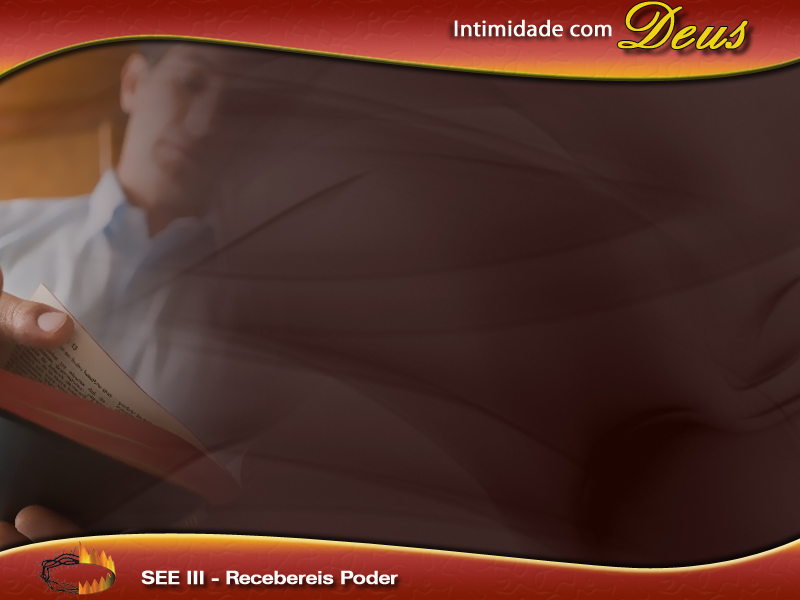 Intimidade com Deus
SEE III - Recebereis Poder